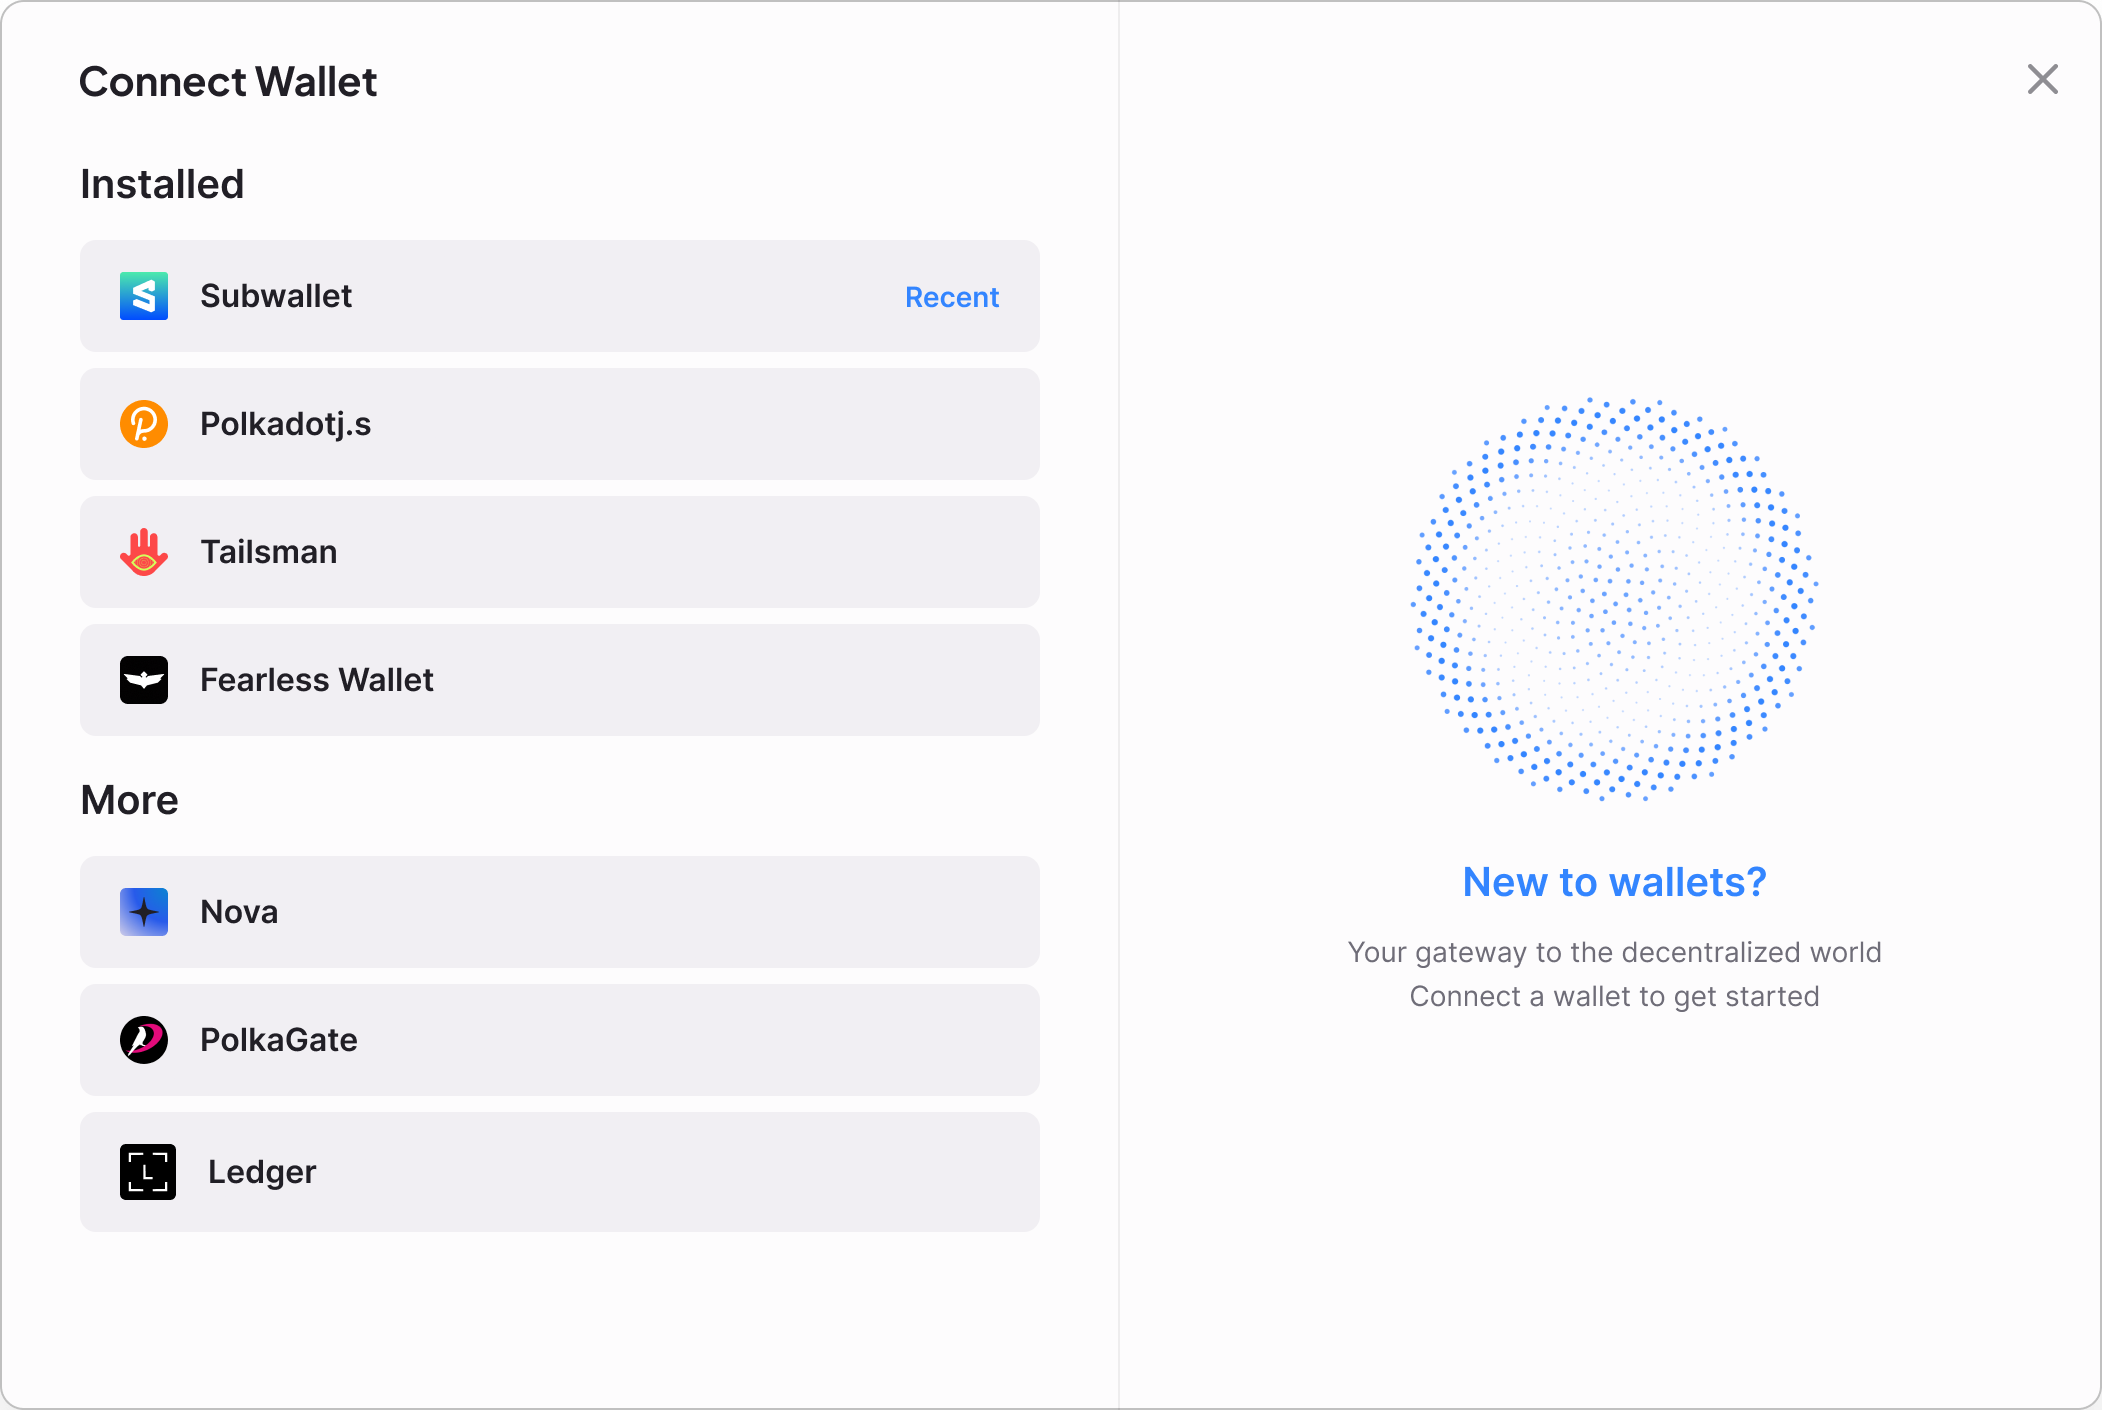 Connect Wallet
Installed
Subwallet
Recent
Polkadotj.s
Tailsman
Fearless Wallet
More
Nova
PolkaGate
L
Ledger
New to wallets?
Your gateway to the decentralized world
Connect a wallet to get started